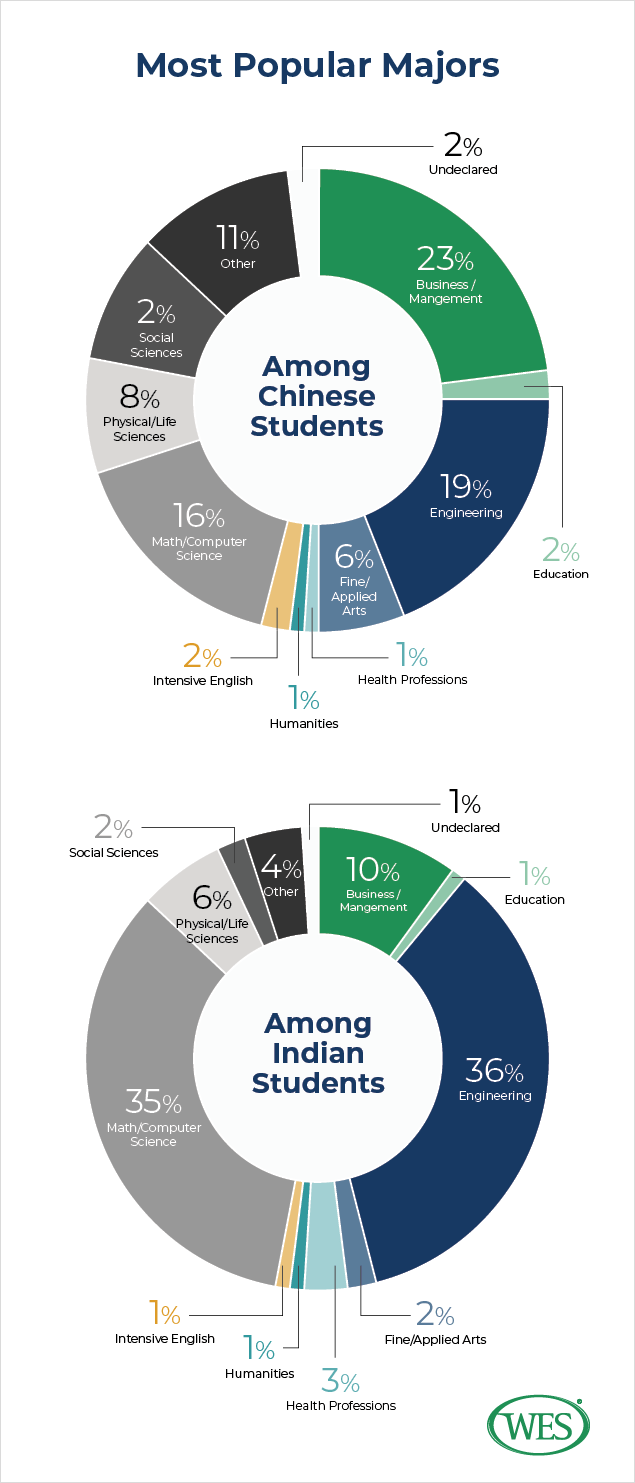 Most Popular Majors
2%
Undeclared
11%
Other
23%
Business /
Mangement
2%
Social
Sciences
8%
Physical/Life
Sciences
Among
Chinese
Students
19%
Engineering
16%
Math/Computer
Science
6%
Fine/
Applied
Arts
2%
Education
2%
Intensive English
1%
Health Professions
1%
Humanities
1%
Undeclared
2%
Social Sciences
4%
Other
10%
Business /
Mangement
1%
Education
6%
Physical/Life
Sciences
Among
Indian
Students
36%
Engineering
35%
Math/Computer
Science
1%
Intensive English
2%
Fine/Applied Arts
1%
Humanities
3%
Health Professions
WES